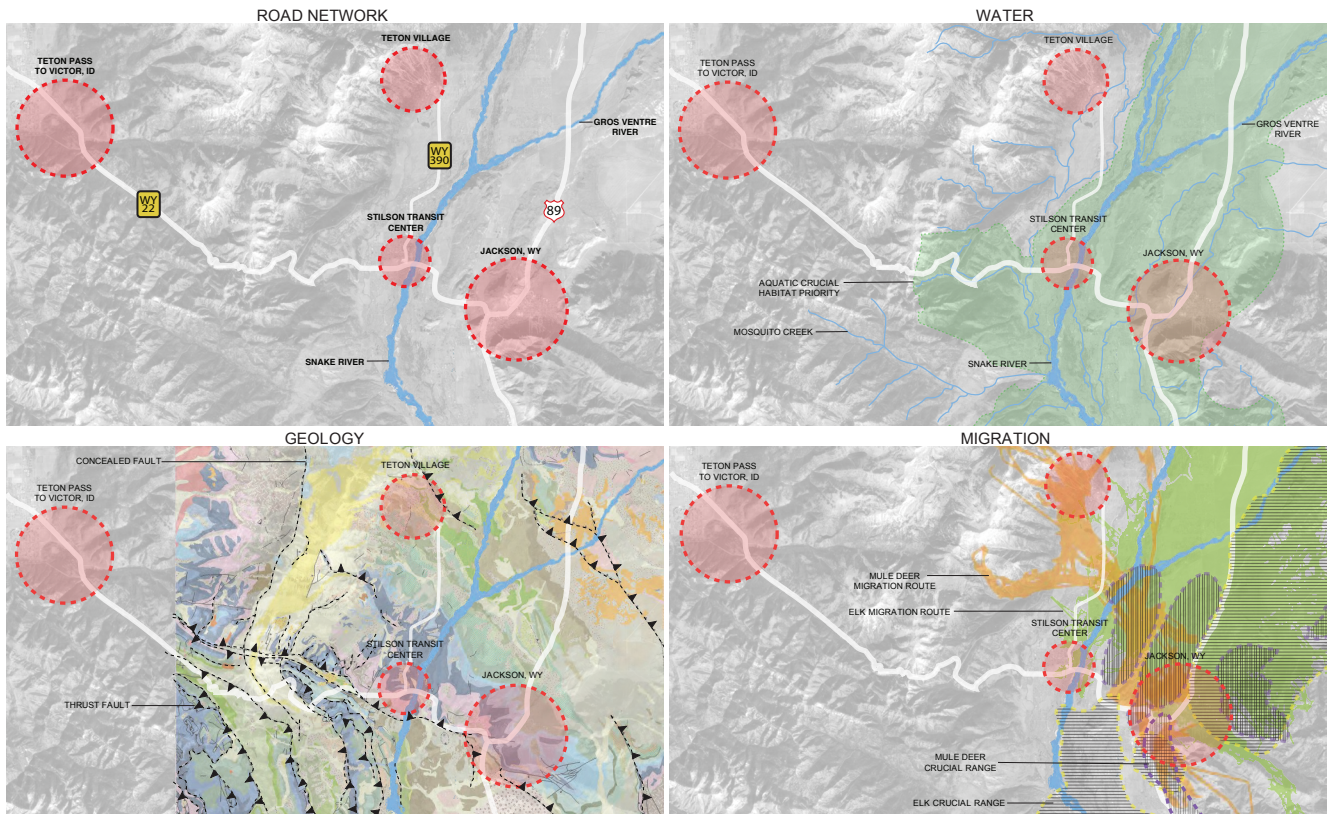 ROAD NETWORK
TETON VILLAGE
TETON PASS
TO VICTOR, ID
GROS VENTRE
RIVER
WY
390
WY
22
89
STILSON TRANSIT
CENTER
JACKSON, WY
SNAKE RIVER
WATER
TETON VILLAGE
TETON PASS
TO VICTOR, ID
GROS VENTRE
RIVER
STILSON TRANSIT
CENTER
JACKSON, WY
AQUATIC CRUCIAL
HABITAT PRIORITY
MOSQUITO CREEK
SNAKE RIVER
GEOLOGY
CONCEALED FAULT
TETON VILLAGE
TETON PASS
TO VICTOR, ID
STILSON TRANSIT
CENTER
JACKSON, WY
THRUST FAULT
MIGRATION
TETON VILLAGE
TETON PASS
TO VICTOR, ID
MULE DEER
MIGRATION ROUTE
ELK MIGRATION ROUTE
STILSON TRANSIT
CENTER
JACKSON, WY
MULE DEER
CRUCIAL RANGE
ELK CRUCIAL RANGE